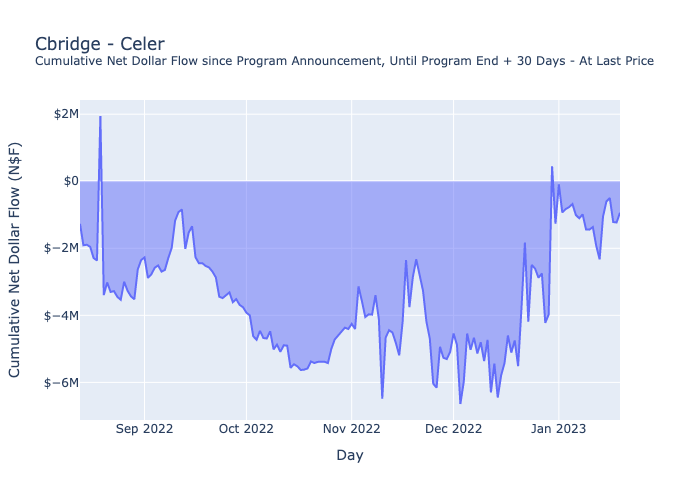 Cbridge - Celer
Cumulative Net Dollar Flow since Program Announcement, Until Program End + 30 Days - At Last Price
Cumulative Net Dollar Flow (N$F)
$2M
$0
$−2M
$−4M
$−6M
Sep 2022
Oct 2022
Nov 2022
Dec 2022
Jan 2023
Day